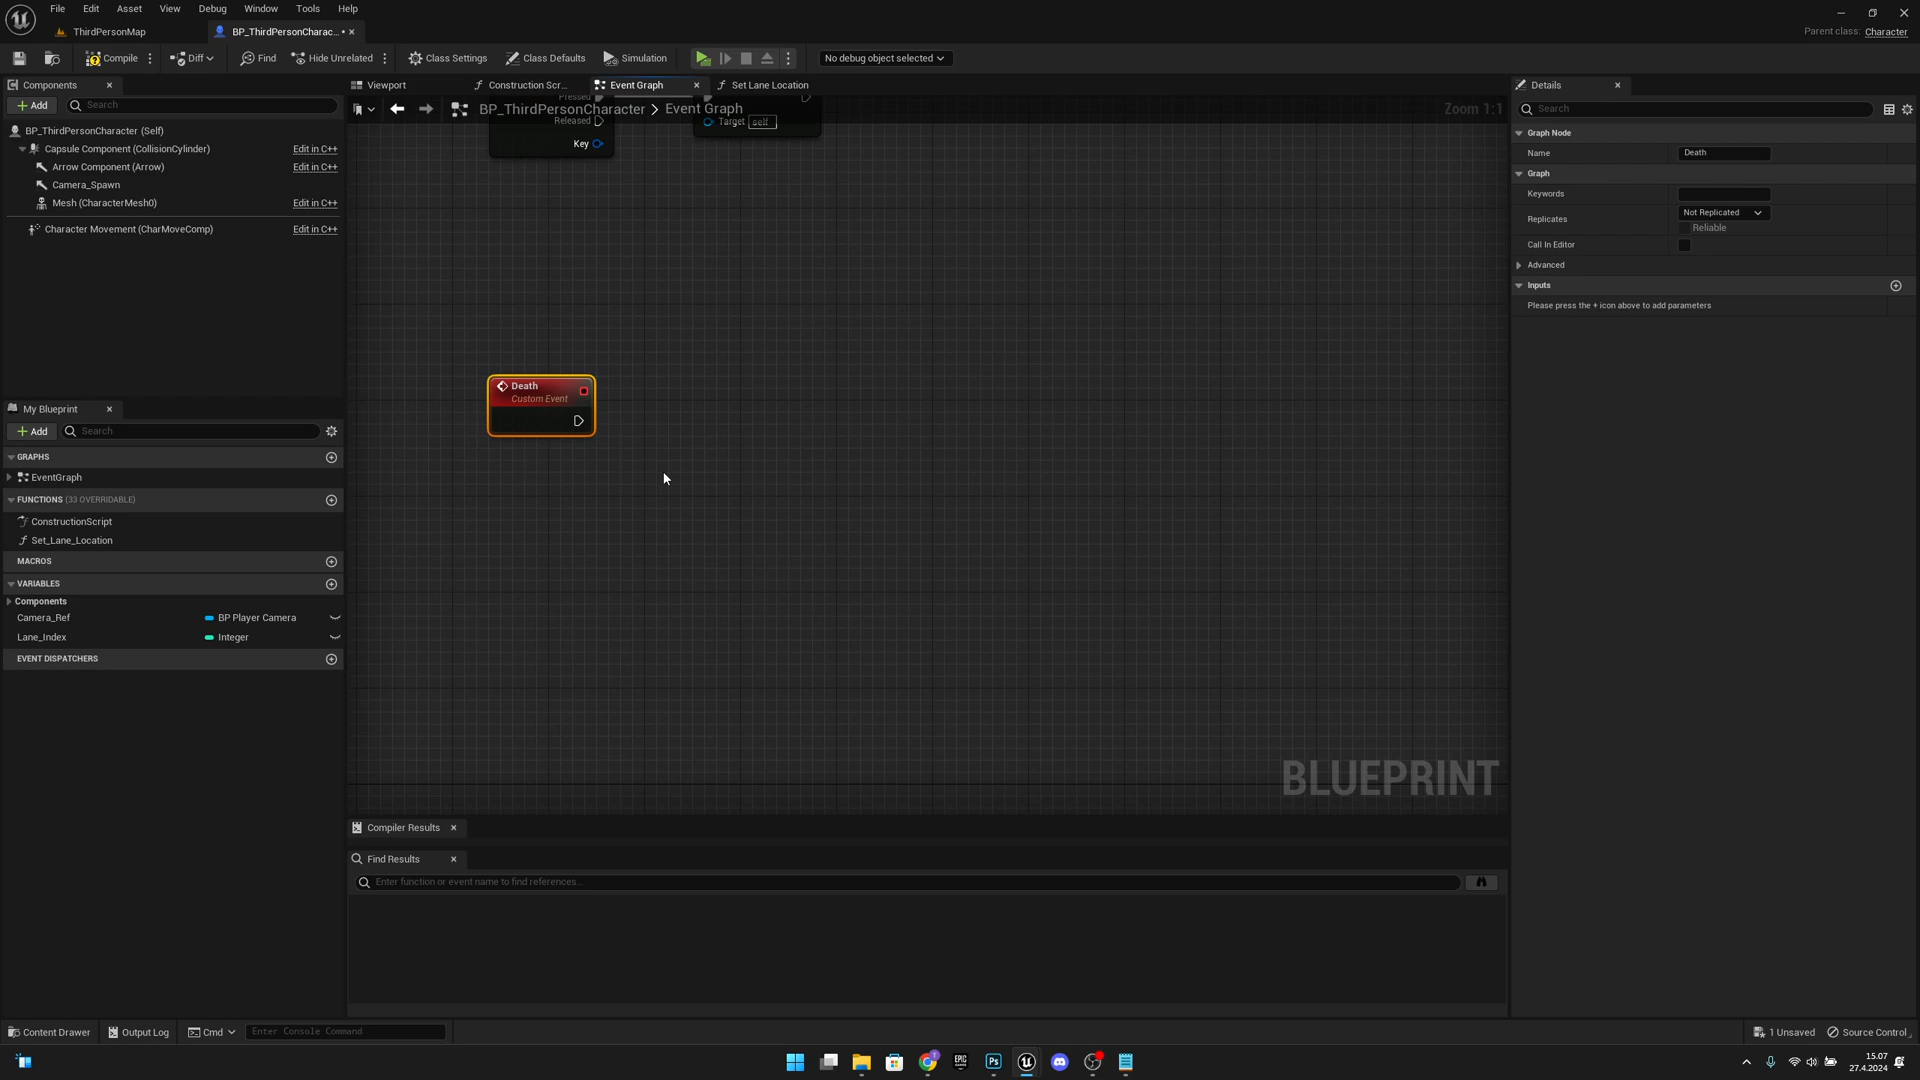 File Edit Asset View Debug Window Tools Help
ThirdPersonMap
BP_ThirdPersonCharac...•
Parent class: Character
Compile
Diff
Find
Hide Unrelated
Class Settings
Class Defaults
Simulation
No debug object selected
Components
Add
Search
BP_ThirdPersonCharacter (Self)
Capsule Component (CollisionCylinder) Edit in C++
Arrow Component (Arrow) Edit in C++
Camera_Spawn
Mesh (CharacterMesh0) Edit in C++
Character Movement (CharMoveComp) Edit in C++
My Blueprint
Add
Search
GRAPHS
EventGraph
FUNCTIONS (33 OVERRIDABLE)
ConstructionScript
Set_Lane_Location
MACROS
VARIABLES
Components
Camera_Ref BP Player Camera
Lane_Index Integer
EVENT DISPATCHERS
Viewport
Construction Scr...
Event Graph
Set Lane Location
BP_ThirdPersonCharacter > Event Graph
Zoom 1:1
Pressed
Released
Key
Target self
Death
Custom Event
BLUEPRINT
Compiler Results
Find Results
Enter function or event name to find references...
Details
Search
Graph Node
Name Death
Graph
Keywords
Replicates Not Replicated
Reliable
Call In Editor
Advanced
Inputs
Please press the + icon above to add parameters
Content Drawer
Output Log
Cmd
Enter Console Command
1 Unsaved
Source Control
EPIC
GAMES
Ps
15.07
27.4.2024